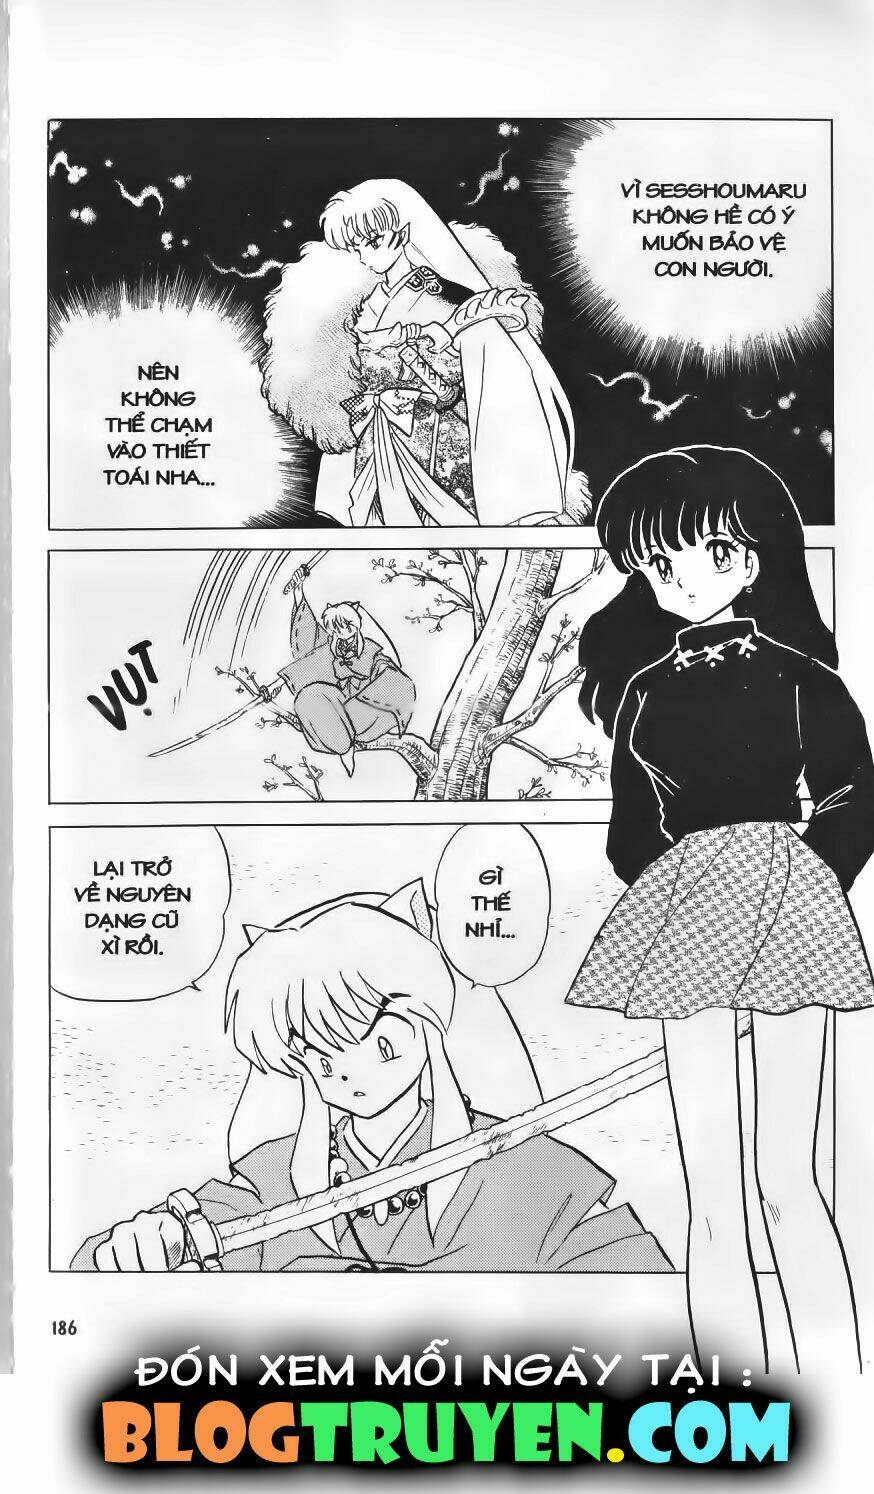 VÌ SESSHOUMARU
KHÔNG HỀ CÓ Ý
MUỐN BẢO VỆ
CON NGƯỜI.
NÊN
KHÔNG
THỂ CHẠM
VÀO THIẾT
TOÁI NHA...
VỤT
GÌ
THẾ
NHỈ...
LẠI TRỞ
VỀ NGUYÊN
DẠNG CŨ
XÌ RỒI.
186
ĐÓN XEM MỖI NGÀY TẠI :
BLOGTRUYEN.COM